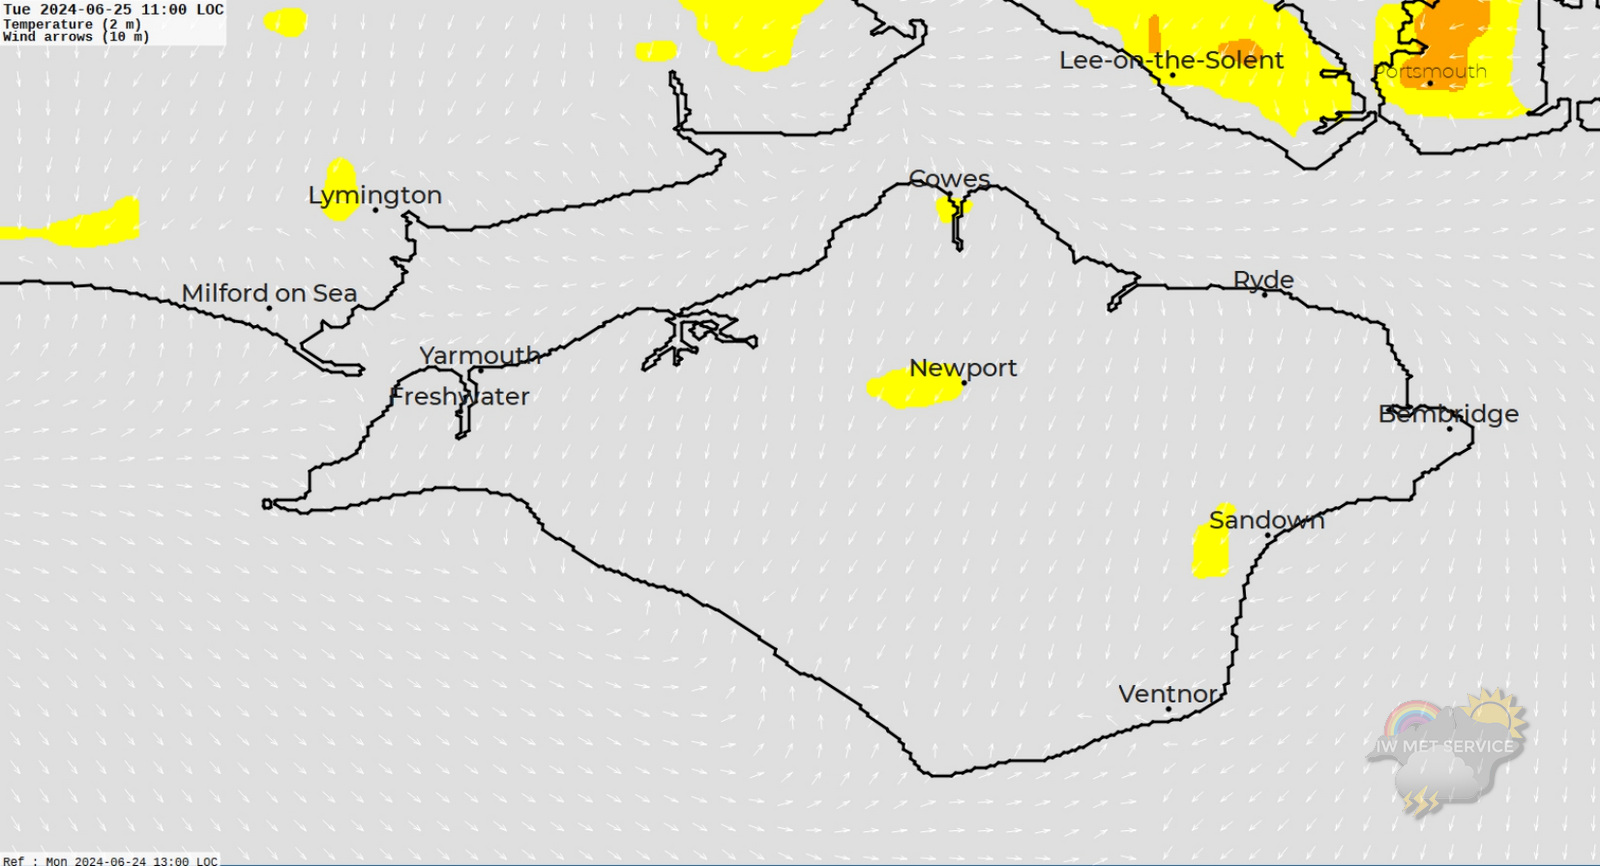 Tue 2024-06-25 11:00 LOC
Temperature (2 m)
Wind arrows (10 m)
Lee-on-the-Solent
Portsmouth
Lymington
Cowes
Milford on Sea
Ryde
Yarmouth
Newport
Freshwater
Bembridge
Sandown
Ventnor
IW MET SERVICE
Ref : Mon 2024-06-24 13:00 LOC